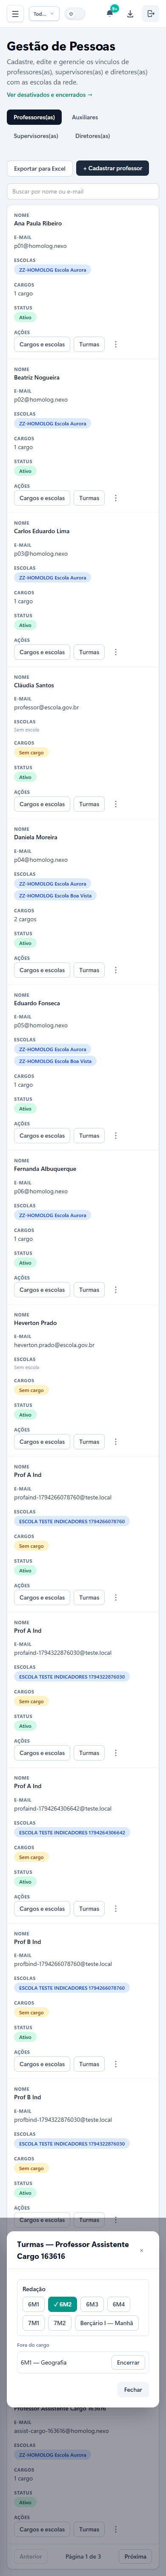 Tod...
9+
Gestão de Pessoas
Cadastre, edite e gerencie os vínculos de
professores(as), supervisores(as) e diretores(as)
com as escolas da rede.
Ver desativados e encerrados →
Professores(as)
Auxiliares
Supervisores(as)
Diretores(as)
Exportar para Excel
+ Cadastrar professor
Buscar por nome ou e-mail
NOME
Ana Paula Ribeiro
E-MAIL
p01@homolog.nexo
ESCOLAS
ZZ-HOMOLOG Escola Aurora
CARGOS
1 cargo
STATUS
Ativo
AÇÕES
Cargos e escolas
Turmas
NOME
Beatriz Nogueira
E-MAIL
p02@homolog.nexo
ESCOLAS
ZZ-HOMOLOG Escola Aurora
CARGOS
1 cargo
STATUS
Ativo
AÇÕES
Cargos e escolas
Turmas
NOME
Carlos Eduardo Lima
E-MAIL
p03@homolog.nexo
ESCOLAS
ZZ-HOMOLOG Escola Aurora
CARGOS
1 cargo
STATUS
Ativo
AÇÕES
Cargos e escolas
Turmas
NOME
Cláudia Santos
E-MAIL
professor@escola.gov.br
ESCOLAS
Sem escola
CARGOS
Sem cargo
STATUS
Ativo
AÇÕES
Cargos e escolas
Turmas
NOME
Daniela Moreira
E-MAIL
p04@homolog.nexo
ESCOLAS
ZZ-HOMOLOG Escola Aurora
ZZ-HOMOLOG Escola Boa Vista
CARGOS
2 cargos
STATUS
Ativo
AÇÕES
Cargos e escolas
Turmas
NOME
Eduardo Fonseca
E-MAIL
p05@homolog.nexo
ESCOLAS
ZZ-HOMOLOG Escola Aurora
ZZ-HOMOLOG Escola Boa Vista
CARGOS
1 cargo
STATUS
Ativo
AÇÕES
Cargos e escolas
Turmas
NOME
Fernanda Albuquerque
E-MAIL
p06@homolog.nexo
ESCOLAS
ZZ-HOMOLOG Escola Aurora
CARGOS
1 cargo
STATUS
Ativo
AÇÕES
Cargos e escolas
Turmas
NOME
Heverton Prado
E-MAIL
heverton.prado@escola.gov.br
ESCOLAS
Sem escola
CARGOS
Sem cargo
STATUS
Ativo
AÇÕES
Cargos e escolas
Turmas
NOME
Prof A Ind
E-MAIL
profaind-1794266078760@teste.local
ESCOLAS
ESCOLA TESTE INDICADORES 1794266078760
CARGOS
Sem cargo
STATUS
Ativo
AÇÕES
Cargos e escolas
Turmas
NOME
Prof A Ind
E-MAIL
profaind-1794322876030@teste.local
ESCOLAS
ESCOLA TESTE INDICADORES 1794322876030
CARGOS
Sem cargo
STATUS
Ativo
AÇÕES
Cargos e escolas
Turmas
NOME
Prof A Ind
E-MAIL
profaind-1794264306642@teste.local
ESCOLAS
ESCOLA TESTE INDICADORES 1794264306642
CARGOS
Sem cargo
STATUS
Ativo
AÇÕES
Cargos e escolas
Turmas
NOME
Prof B Ind
E-MAIL
profbind-1794266078760@teste.local
ESCOLAS
ESCOLA TESTE INDICADORES 1794266078760
CARGOS
Sem cargo
STATUS
Ativo
AÇÕES
Cargos e escolas
Turmas
NOME
Prof B Ind
E-MAIL
profbind-1794322876030@teste.local
ESCOLAS
ESCOLA TESTE INDICADORES 1794322876030
CARGOS
Sem cargo
STATUS
Ativo
AÇÕES
Cargos e escolas
Turmas
Turmas — Professor Assistente
Cargo 163616
×
Redação
6M1
✓ 6M2
6M3
6M4
7M1
7M2
Berçário I — Manhã
Fora do cargo
6M1 — Geografia
Encerrar
Fechar
Professor Assistente Cargo 163616
E-MAIL
assist-cargo-163616@homolog.nexo
ESCOLAS
ZZ-HOMOLOG Escola Aurora
CARGOS
1 cargo
STATUS
Ativo
AÇÕES
Cargos e escolas
Turmas
Anterior
Página 1 de 3
Próxima